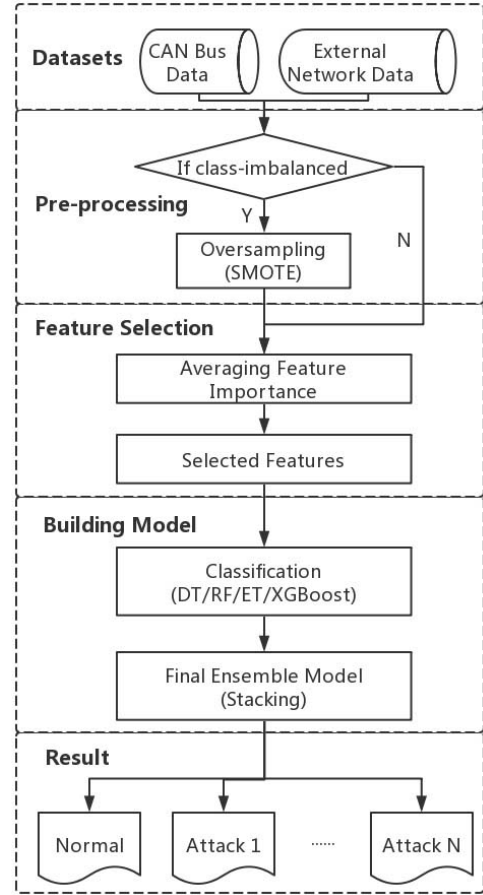 Datasets
CAN Bus
Data
External
Network Data
If class-imbalanced
Pre-processing
Y
N
Oversampling
(SMOTE)
Feature Selection
Averaging Feature
Importance
Selected Features
Building Model
Classification
(DT/RF/ET/XGBoost)
Final Ensemble Model
(Stacking)
Result
Normal
Attack 1
......
Attack N